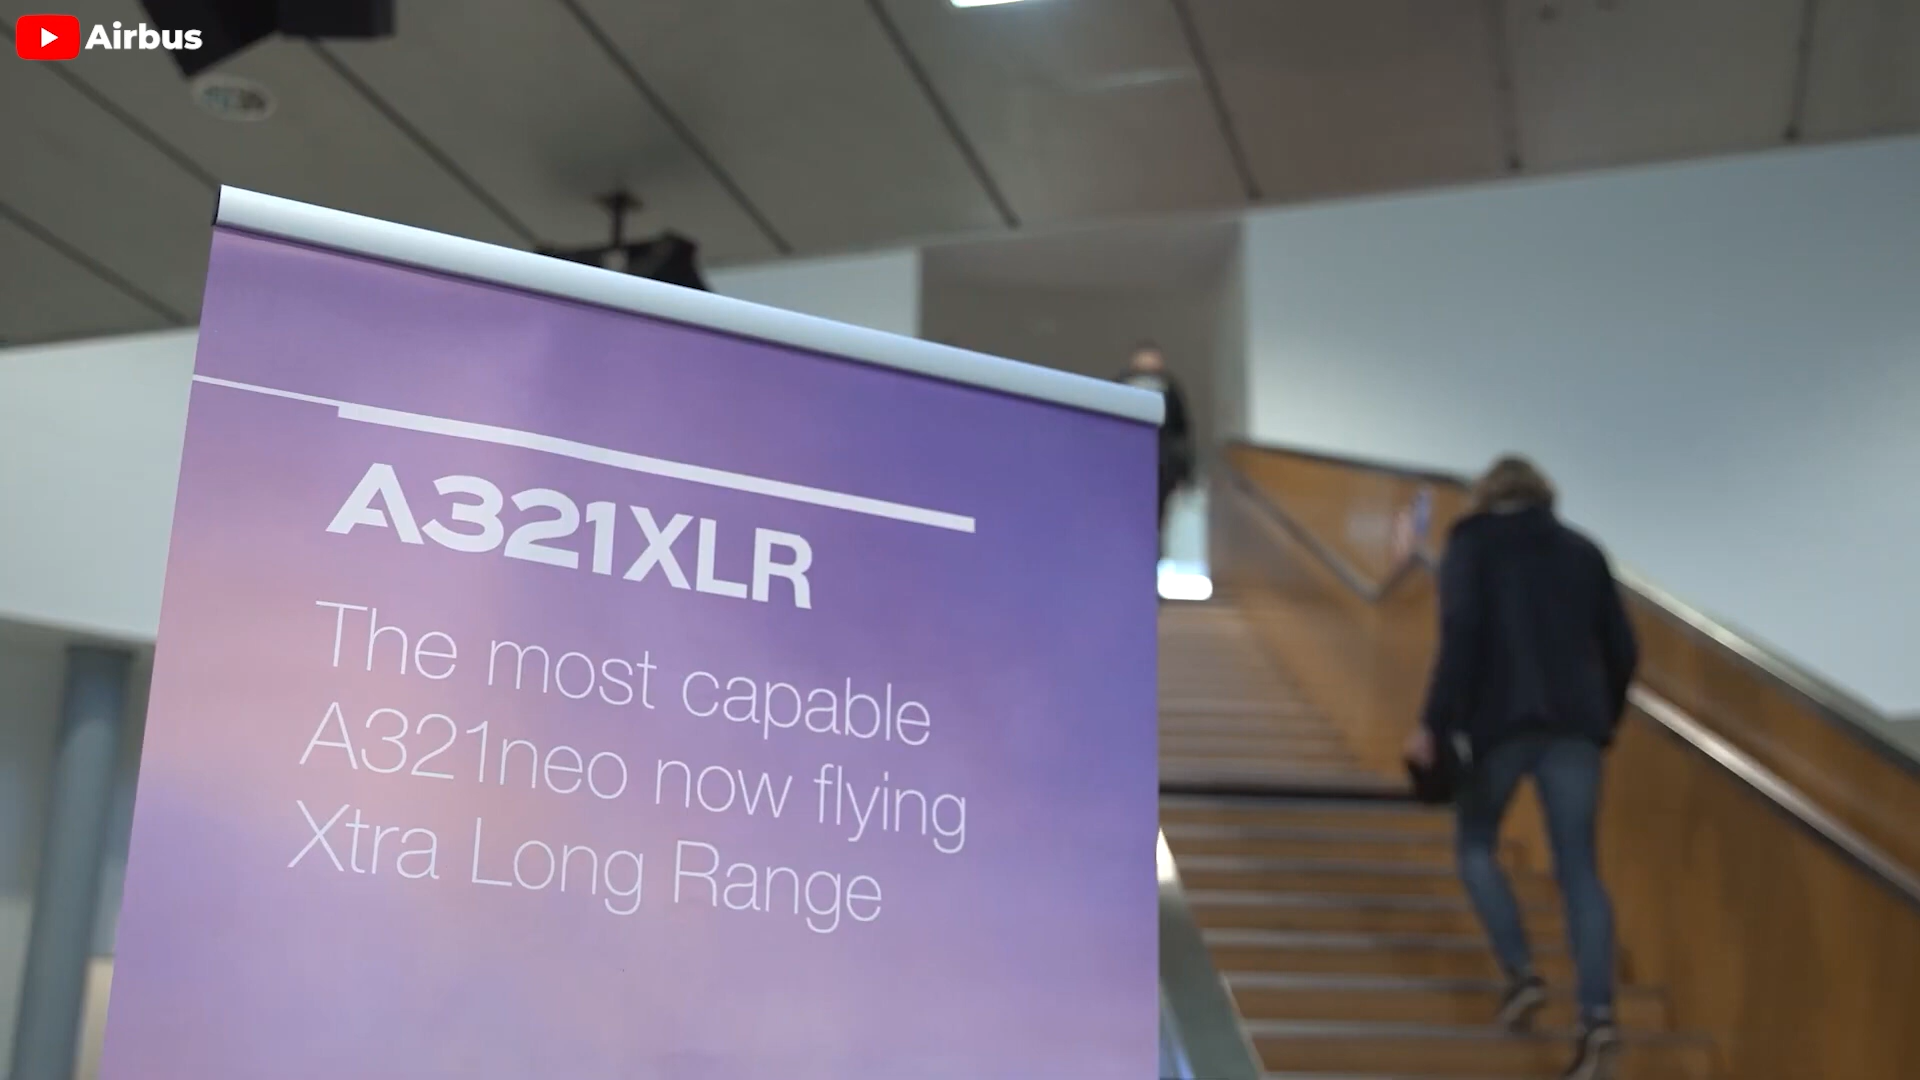 Airbus
A321XLR
The most capable
A321neo now flying
Xtra Long Range